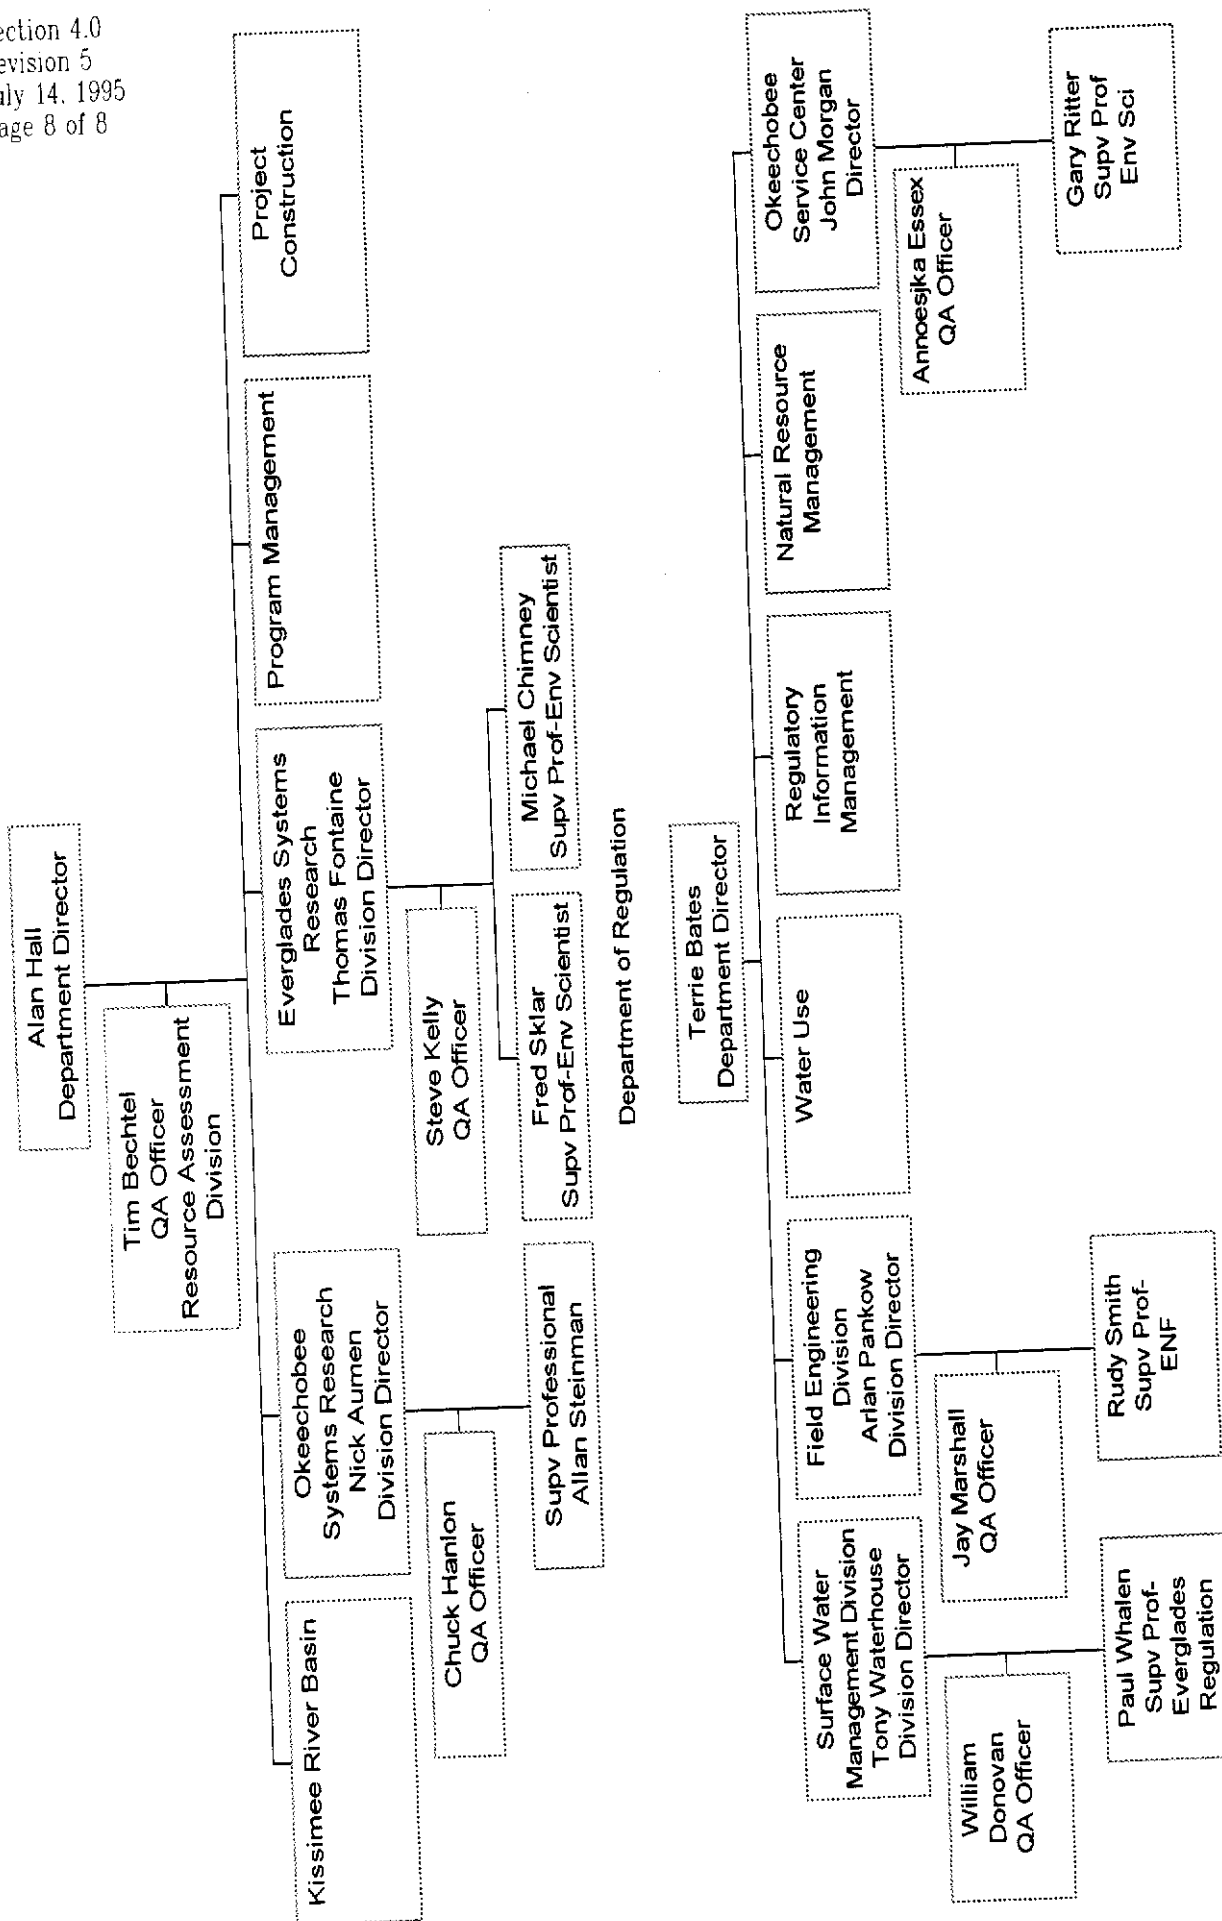 ection 4.0
evision 5
uly 14, 1995
age 8 of 8
Alan Hall
Department Director
Tim Bechtel
QA Officer
Resource Assessment
Division
Kissimee River Basin
Okeechobee
Systems Research
Nick Aumen
Division Director
Everglades Systems
Research
Thomas Fontaine
Division Director
Program Management
Project
Construction
Chuck Hanlon
QA Officer
Supv Professional
Allan Steinman
Steve Kelly
QA Officer
Fred Sklar
Supv Prof-Env Scientist
Michael Chimney
Supv Prof-Env Scientist
Department of Regulation
Terrie Bates
Department Director
Surface Water
Management Division
Tony Waterhouse
Division Director
Field Engineering
Division
Arlan Pankow
Division Director
Water Use
Regulatory
Information
Management
Natural Resource
Management
Okeechobee
Service Center
John Morgan
Director
William
Donovan
QA Officer
Paul Whalen
Supv Prof-
Everglades
Regulation
Jay Marshall
QA Officer
Rudy Smith
Supv Prof-
ENF
Annoesjka Essex
QA Officer
Gary Ritter
Supv Prof
Env Sci